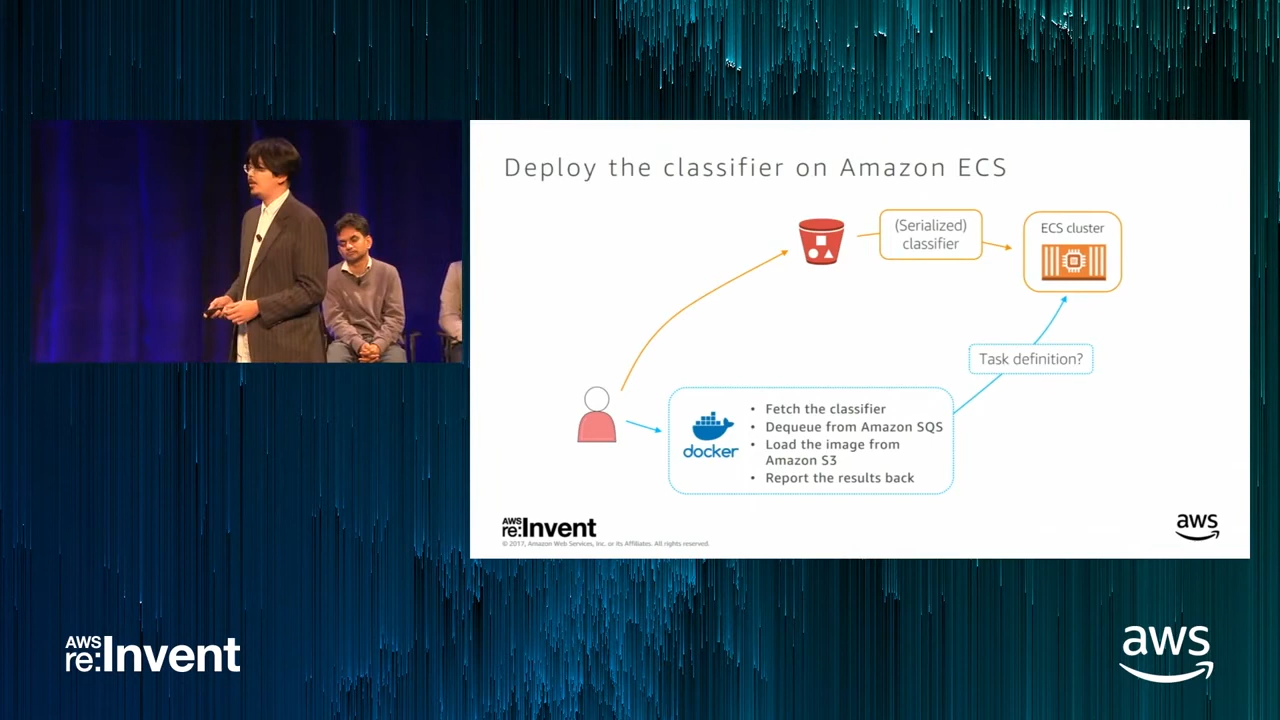 Deploy the classifier on Amazon ECS
(Serialized)
classifier
ECS cluster
Task definition?
docker
• Fetch the classifier
• Dequeue from Amazon SQS
• Load the image from
Amazon S3
• Report the results back
AWS
re:Invent
© 2017, Amazon Web Services, Inc. or its Affiliates. All rights reserved.
aws
AWS
re:Invent
aws